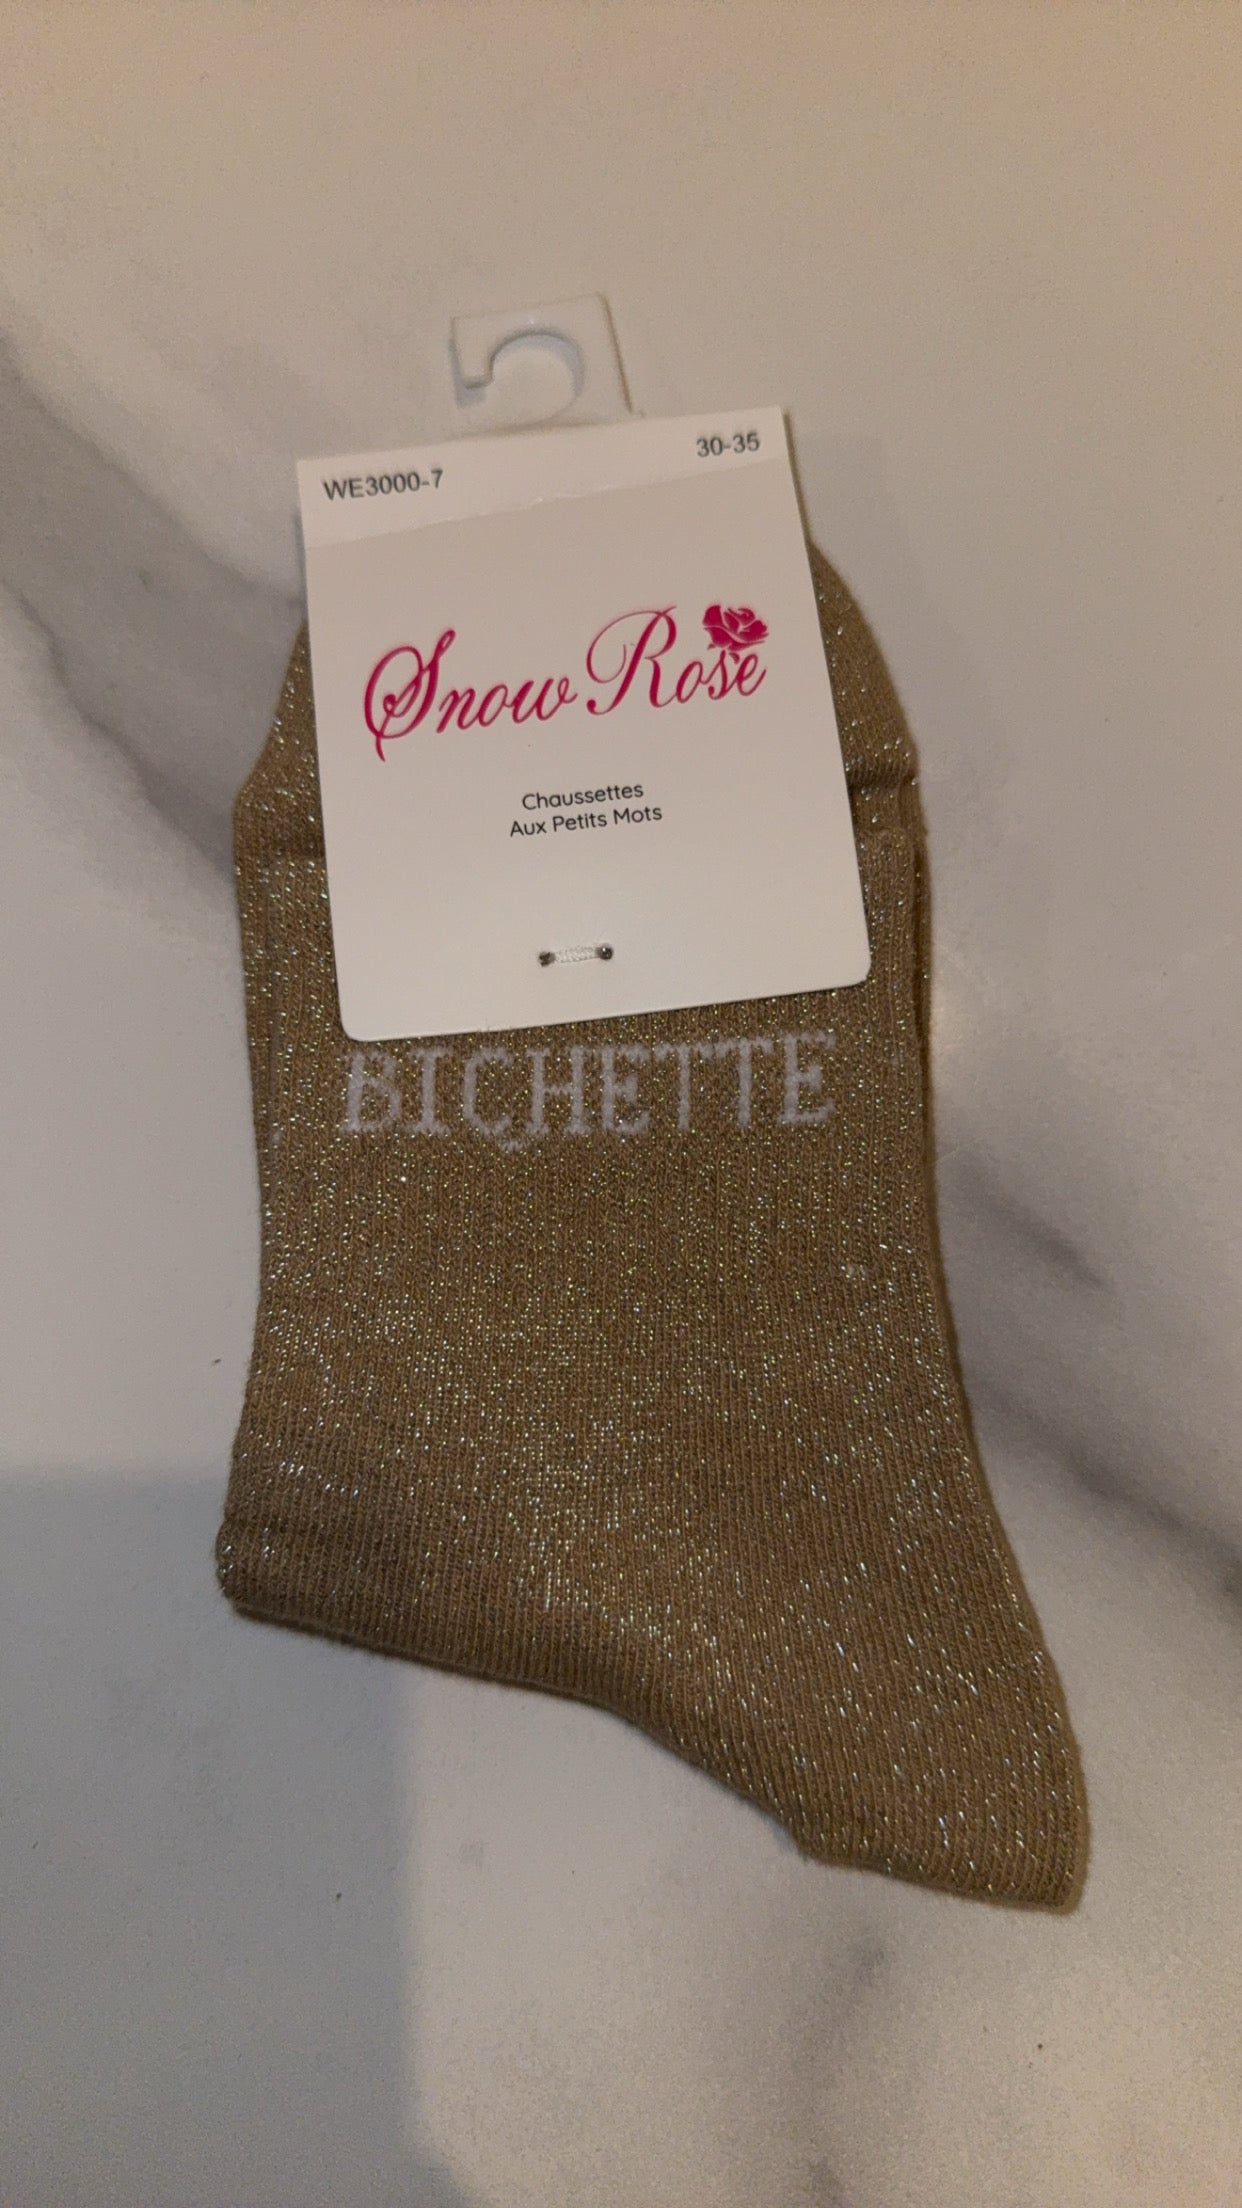 WE3000-7 30-35
Snow Rose
Chaussettes
Aux Petits Mots
BICHETTE